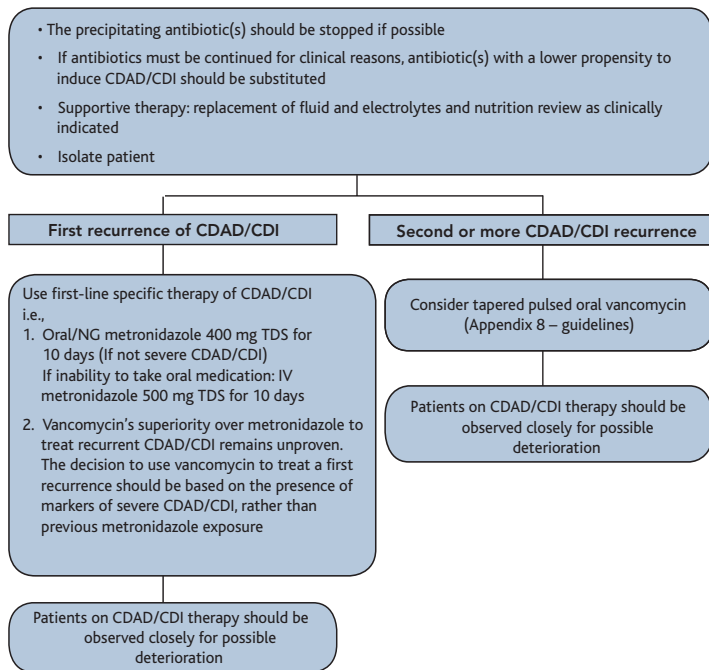 • The precipitating antibiotic(s) should be stopped if possible
• If antibiotics must be continued for clinical reasons, antibiotic(s) with a lower propensity to
induce CDAD/CDI should be substituted
• Supportive therapy: replacement of fluid and electrolytes and nutrition review as clinically
indicated
• Isolate patient
First recurrence of CDAD/CDI
Use first-line specific therapy of CDAD/CDI
i.e.,
1. Oral/NG metronidazole 400 mg TDS for
10 days (If not severe CDAD/CDI)
If inability to take oral medication: IV
metronidazole 500 mg TDS for 10 days
2. Vancomycin's superiority over metronidazole to
treat recurrent CDAD/CDI remains unproven.
The decision to use vancomycin to treat a first
recurrence should be based on the presence of
markers of severe CDAD/CDI, rather than
previous metronidazole exposure
Patients on CDAD/CDI therapy should be
observed closely for possible
deterioration
Second or more CDAD/CDI recurrence
Consider tapered pulsed oral vancomycin
(Appendix 8 – guidelines)
Patients on CDAD/CDI therapy should be
observed closely for possible
deterioration